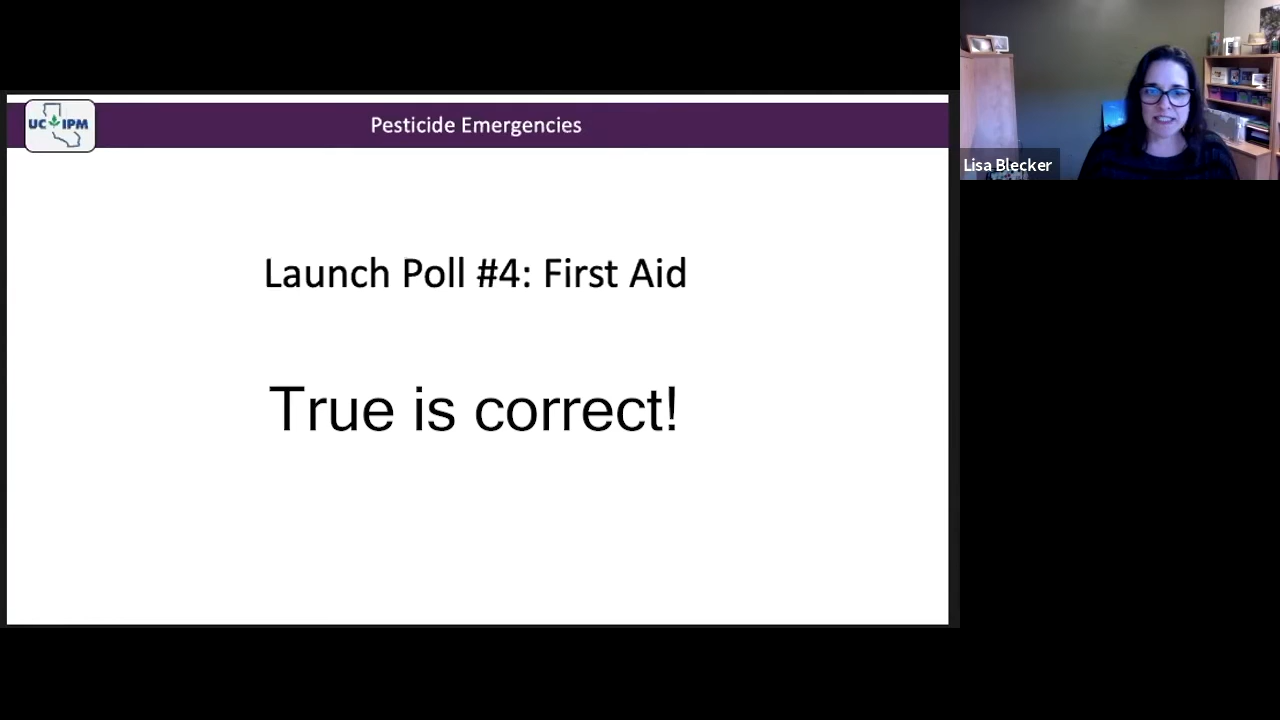 UC IPM
Pesticide Emergencies
Launch Poll #4: First Aid
True is correct!
Lisa Blecker